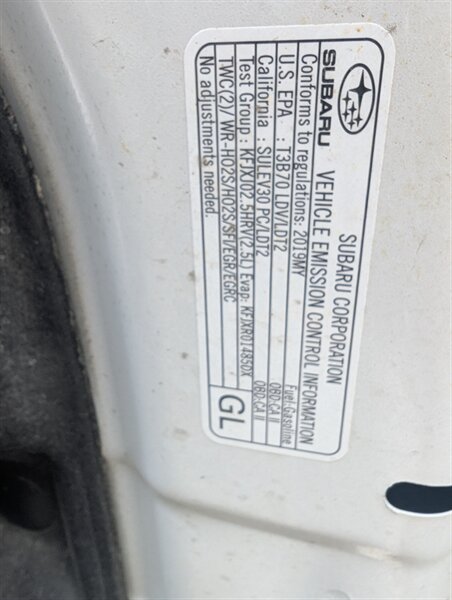 SUBARU
SUBARU CORPORATION
VEHICLE EMISSION CONTROL INFORMATION
Conforms to regulations: 2019MY Fuel:Gasoline
U.S. EPA : T3B70 LDV/LDT2 OBD:CA II
California : SULEV30 PC/LDT2 OBD:CA II
Test Group : KFJXJ02.5HRV(2.5L) Evap: KFJXR01485DX
TWC(2)/WR-HO2S/HO2S/SFI/EGR/EGRC
No adjustments needed.
GL